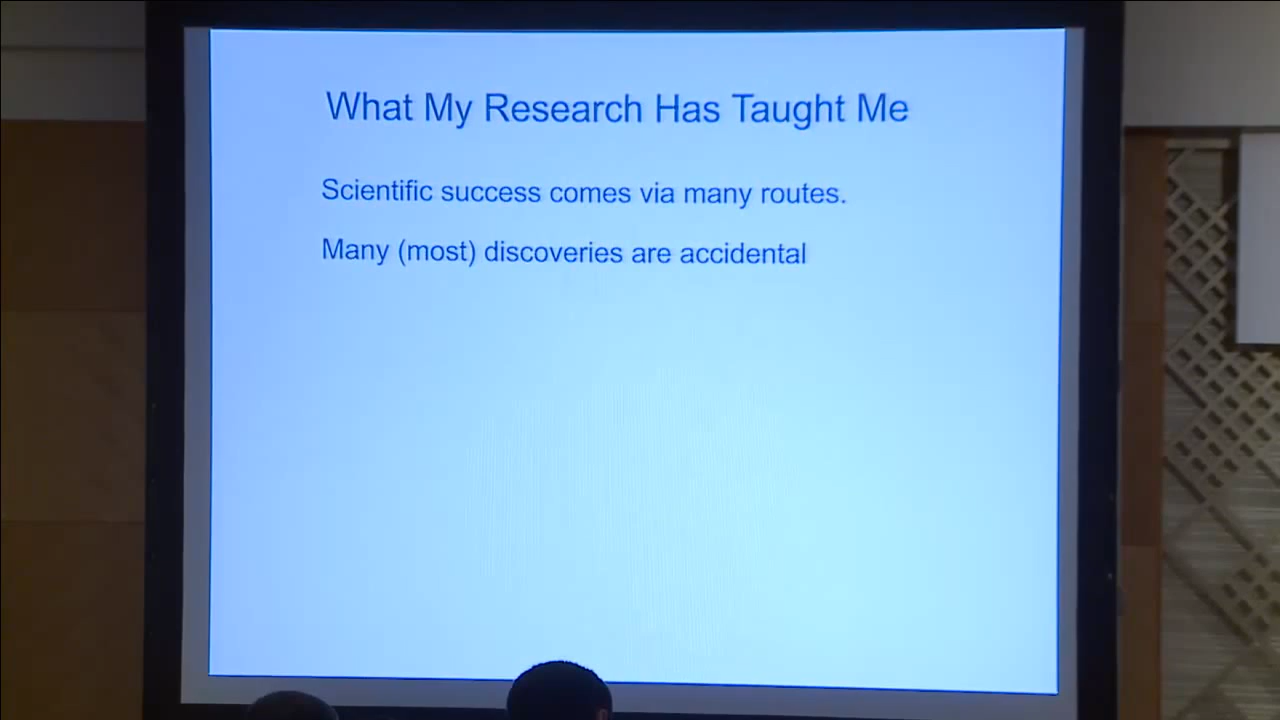 What My Research Has Taught Me
Scientific success comes via many routes.
Many (most) discoveries are accidental